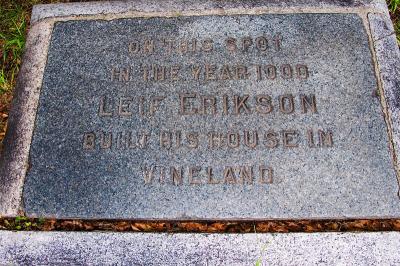 ON THIS SPOT
IN THE YEAR 1000
LEIF ERIKSON
BUILT HIS HOUSE IN
VINELAND